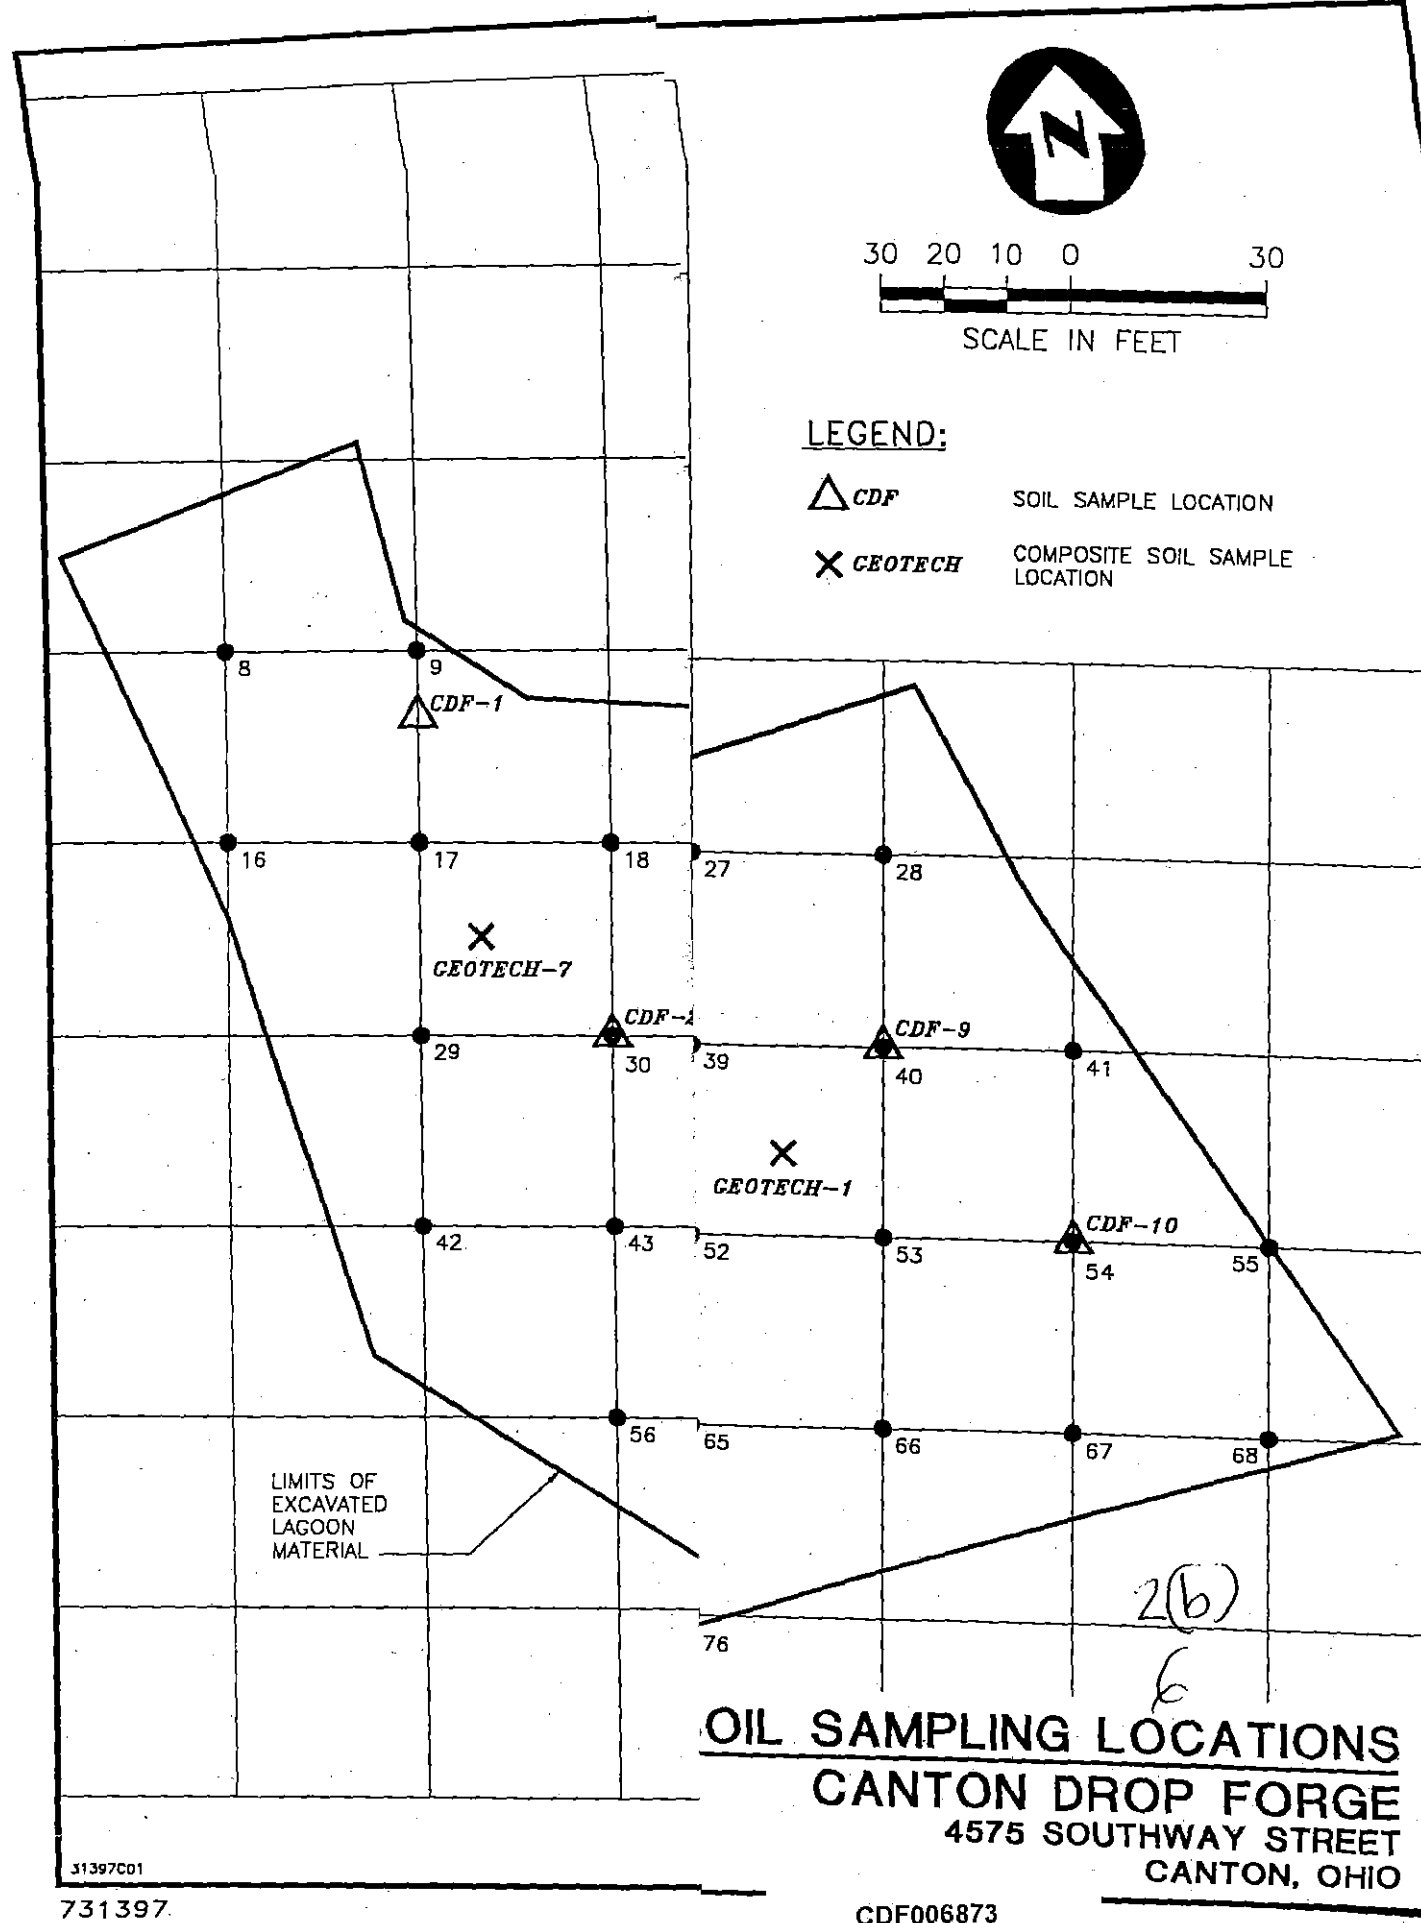 N
30 20 10 0 30
SCALE IN FEET
LEGEND:
CDF SOIL SAMPLE LOCATION
GEOTECH COMPOSITE SOIL SAMPLE
LOCATION
8
9
CDF-1
16
17
18
27
28
GEOTECH-7
CDF-2
CDF-9
29
30
39
40
41
GEOTECH-1
CDF-10
42
43
52
53
54
55
56
65
66
67
68
LIMITS OF
EXCAVATED
LAGOON
MATERIAL
2(b)
76
6
OIL SAMPLING LOCATIONS
CANTON DROP FORGE
4575 SOUTHWAY STREET
CANTON, OHIO
31397C01
731397
CDF006873